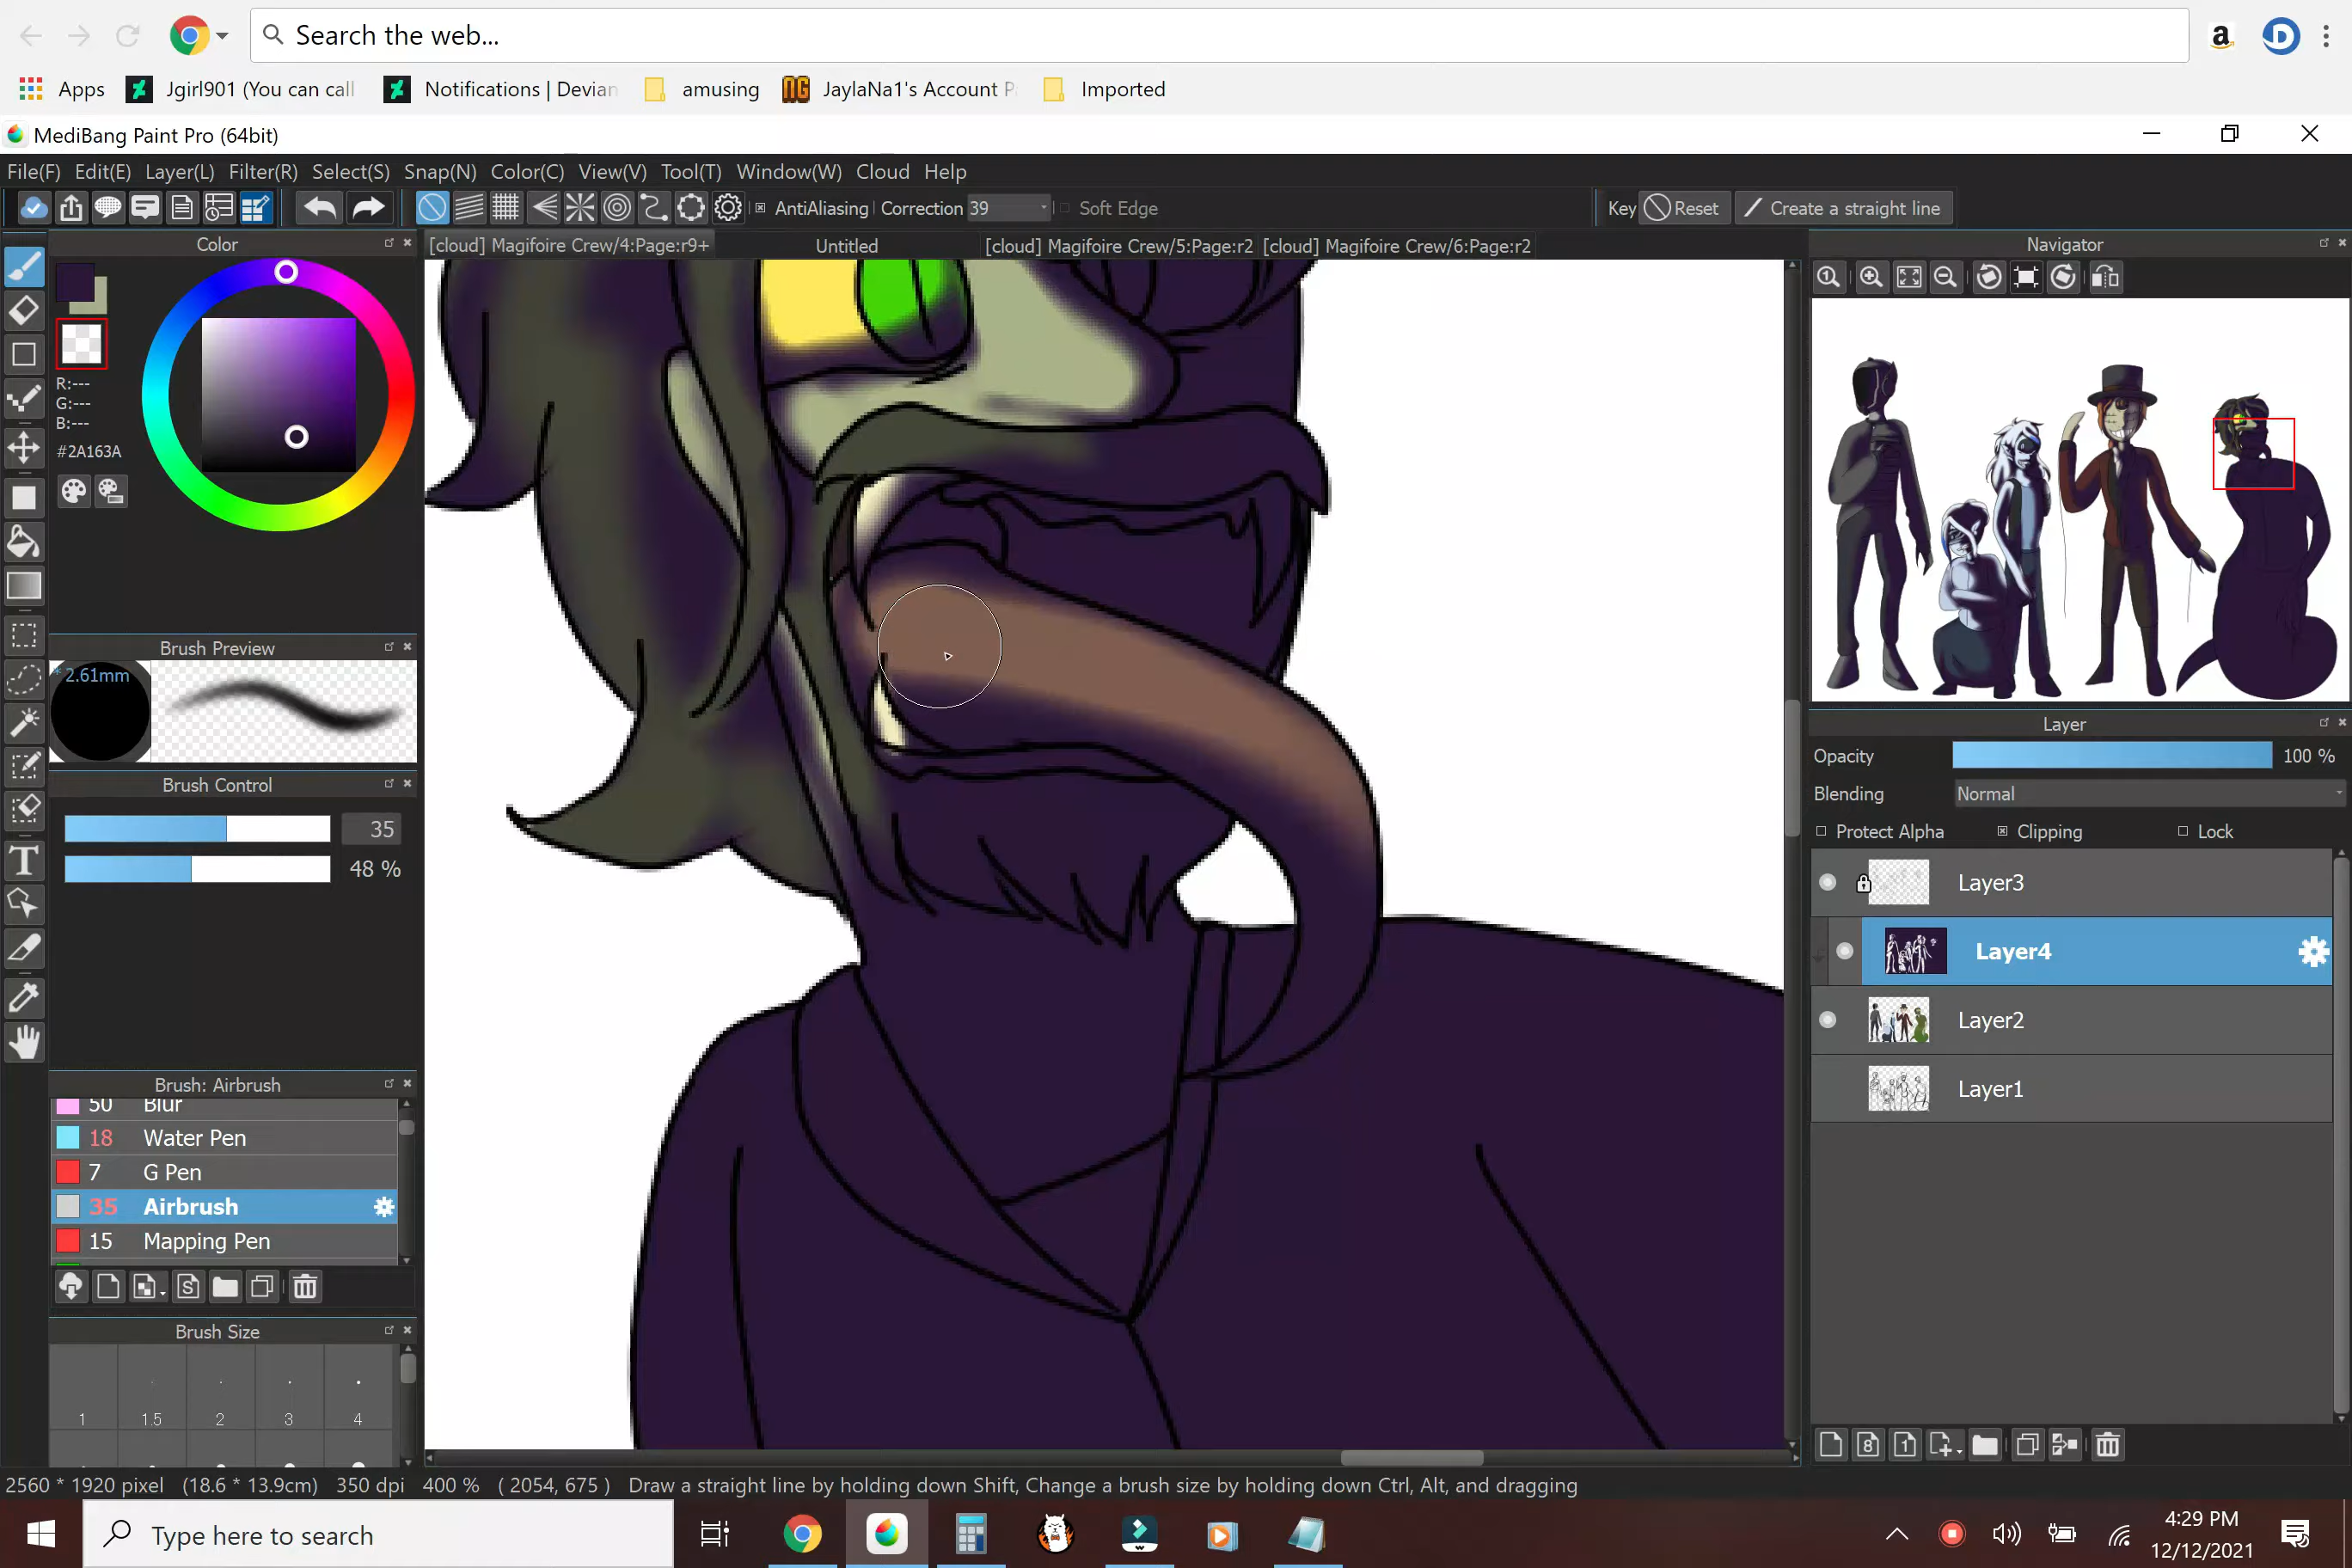 Search the web...
Apps
Jgirl901 (You can call
Notifications | Devian
amusing
JaylaNa1's Account P
Imported
MediBang Paint Pro (64bit)
File(F) Edit(E) Layer(L) Filter(R) Select(S) Snap(N) Color(C) View(V) Tool(T) Window(W) Cloud Help
AntiAliasing Correction 39 Soft Edge Key Reset Create a straight line
Color
[cloud] Magifoire Crew/4:Page:r9+ Untitled [cloud] Magifoire Crew/5:Page:r2 [cloud] Magifoire Crew/6:Page:r2
Navigator
R:---
G:---
B:---
#2A163A
Brush Preview
* 2.61mm
Brush Control
35
48 %
Brush: Airbrush
50 Blur
18 Water Pen
7 G Pen
35 Airbrush
15 Mapping Pen
Brush Size
1 1.5 2 3 4
Layer
Opacity 100 %
Blending Normal
Protect Alpha Clipping Lock
Layer3
Layer4
Layer2
Layer1
2560 * 1920 pixel (18.6 * 13.9cm) 350 dpi 400 % ( 2054, 675 ) Draw a straight line by holding down Shift, Change a brush size by holding down Ctrl, Alt, and dragging
Type here to search
4:29 PM
12/12/2021